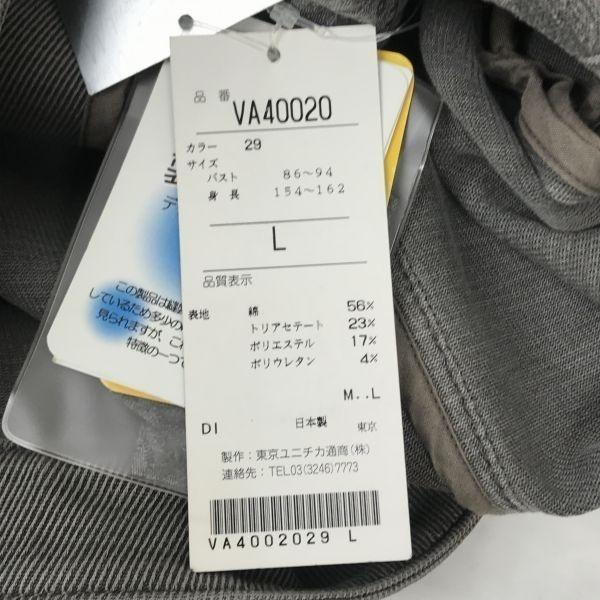 品番
VA40020
カラー 29
サイズ
バスト 86〜94
身長 154〜162
L
品質表示
表地 綿 56%
トリアセテート 23%
ポリエステル 17%
ポリウレタン 4%
M..L
DI 日本製 東京
製作：東京ユニチカ通商(株)
連絡先：TEL03(3246)7773
VA4002029 L
この製品は
しているため多少の
見られますが、これ
特徴の一つで